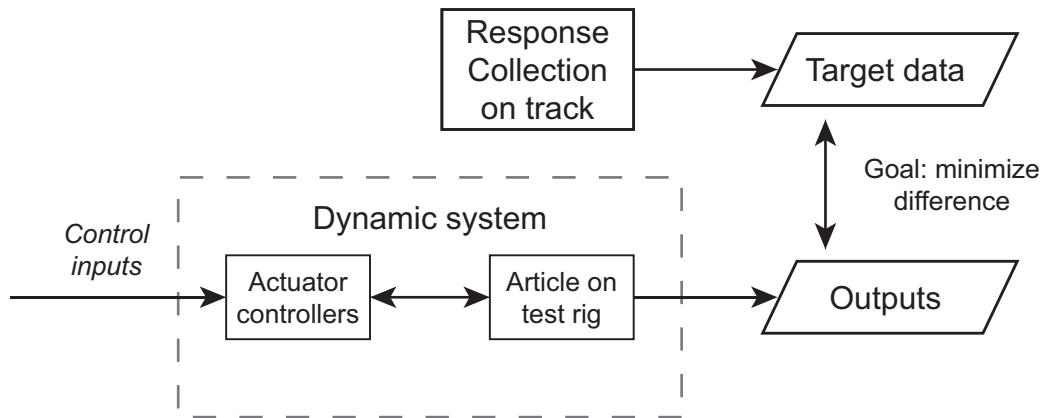 Response
Collection
on track
Target data
Goal: minimize
difference
Dynamic system
Control
inputs
Actuator
controllers
Article on
test rig
Outputs